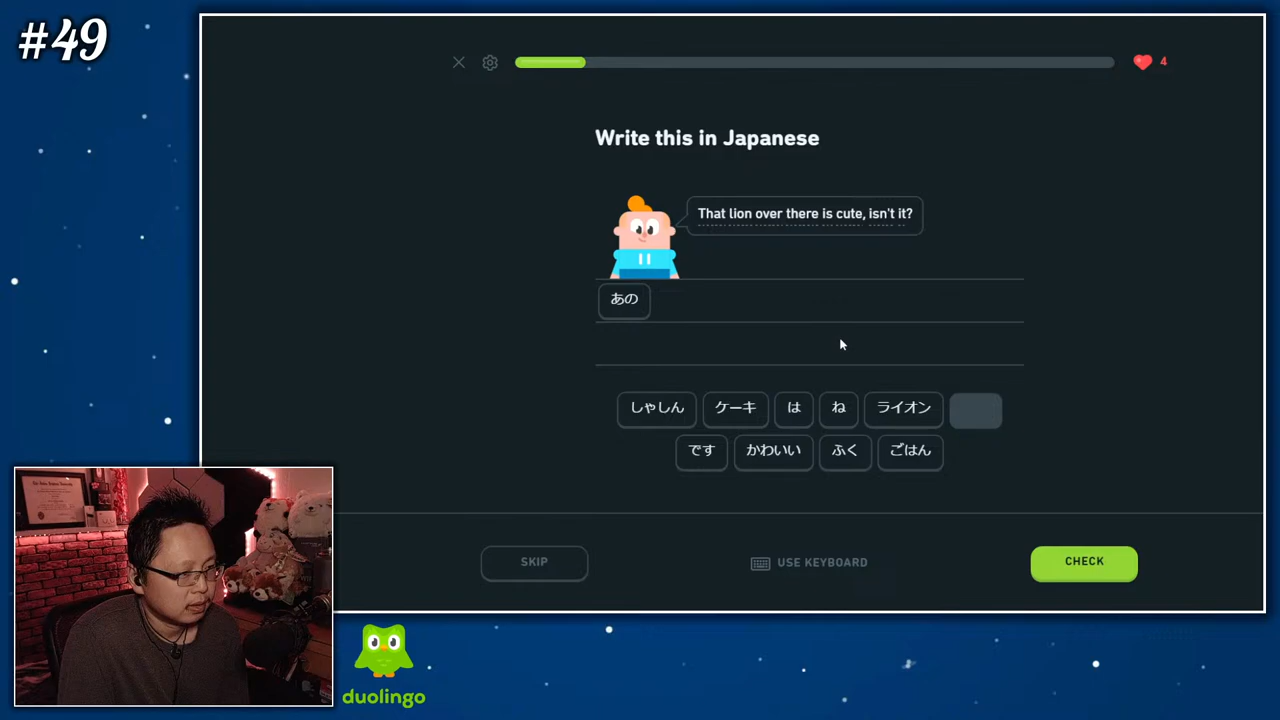 #49
4
Write this in Japanese
That lion over there is cute, isn't it?
あの
しゃしん ケーキ は ね ライオン
です かわいい ふく ごはん
SKIP USE KEYBOARD CHECK
duolingo